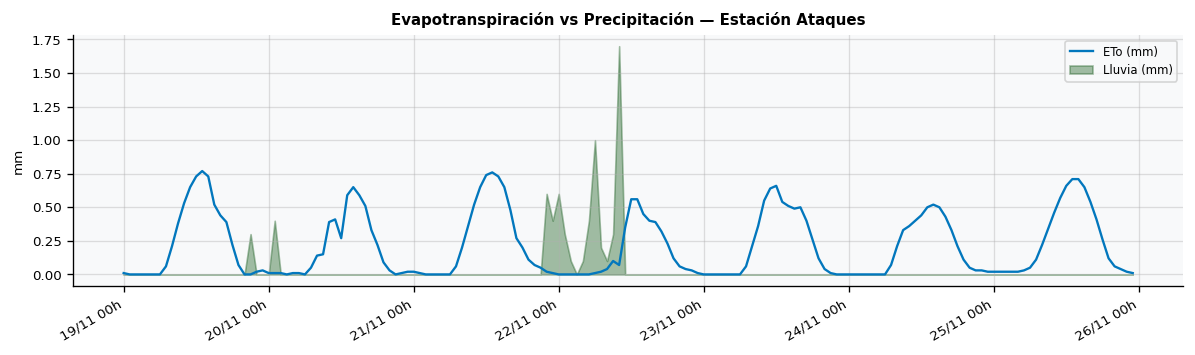 Evapotranspiración vs Precipitación — Estación Ataques
ETo (mm)
Lluvia (mm)
mm
1.75
1.50
1.25
1.00
0.75
0.50
0.25
0.00
19/11 00h
20/11 00h
21/11 00h
22/11 00h
23/11 00h
24/11 00h
25/11 00h
26/11 00h